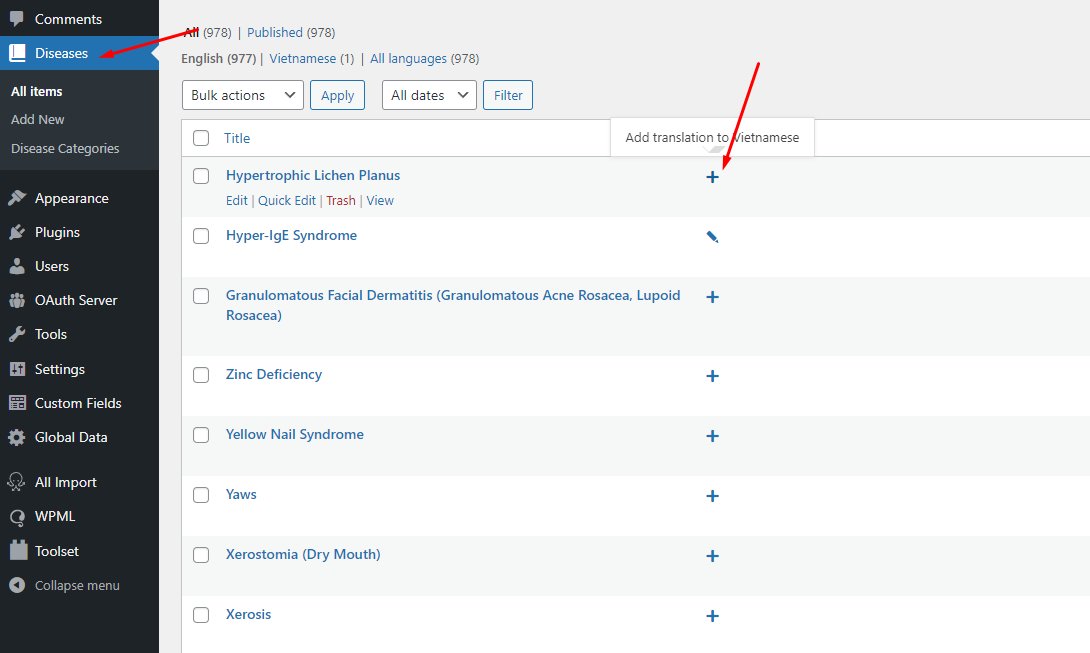 Comments
Diseases
All items
Add New
Disease Categories
Appearance
Plugins
Users
OAuth Server
Tools
Settings
Custom Fields
Global Data
All Import
WPML
Toolset
Collapse menu
All (978) | Published (978)
English (977) | Vietnamese (1) | All languages (978)
Bulk actions Apply All dates Filter
Title
Add translation to Vietnamese
Hypertrophic Lichen Planus
Edit | Quick Edit | Trash | View
Hyper-IgE Syndrome
Granulomatous Facial Dermatitis (Granulomatous Acne Rosacea, Lupoid
Rosacea)
Zinc Deficiency
Yellow Nail Syndrome
Yaws
Xerostomia (Dry Mouth)
Xerosis